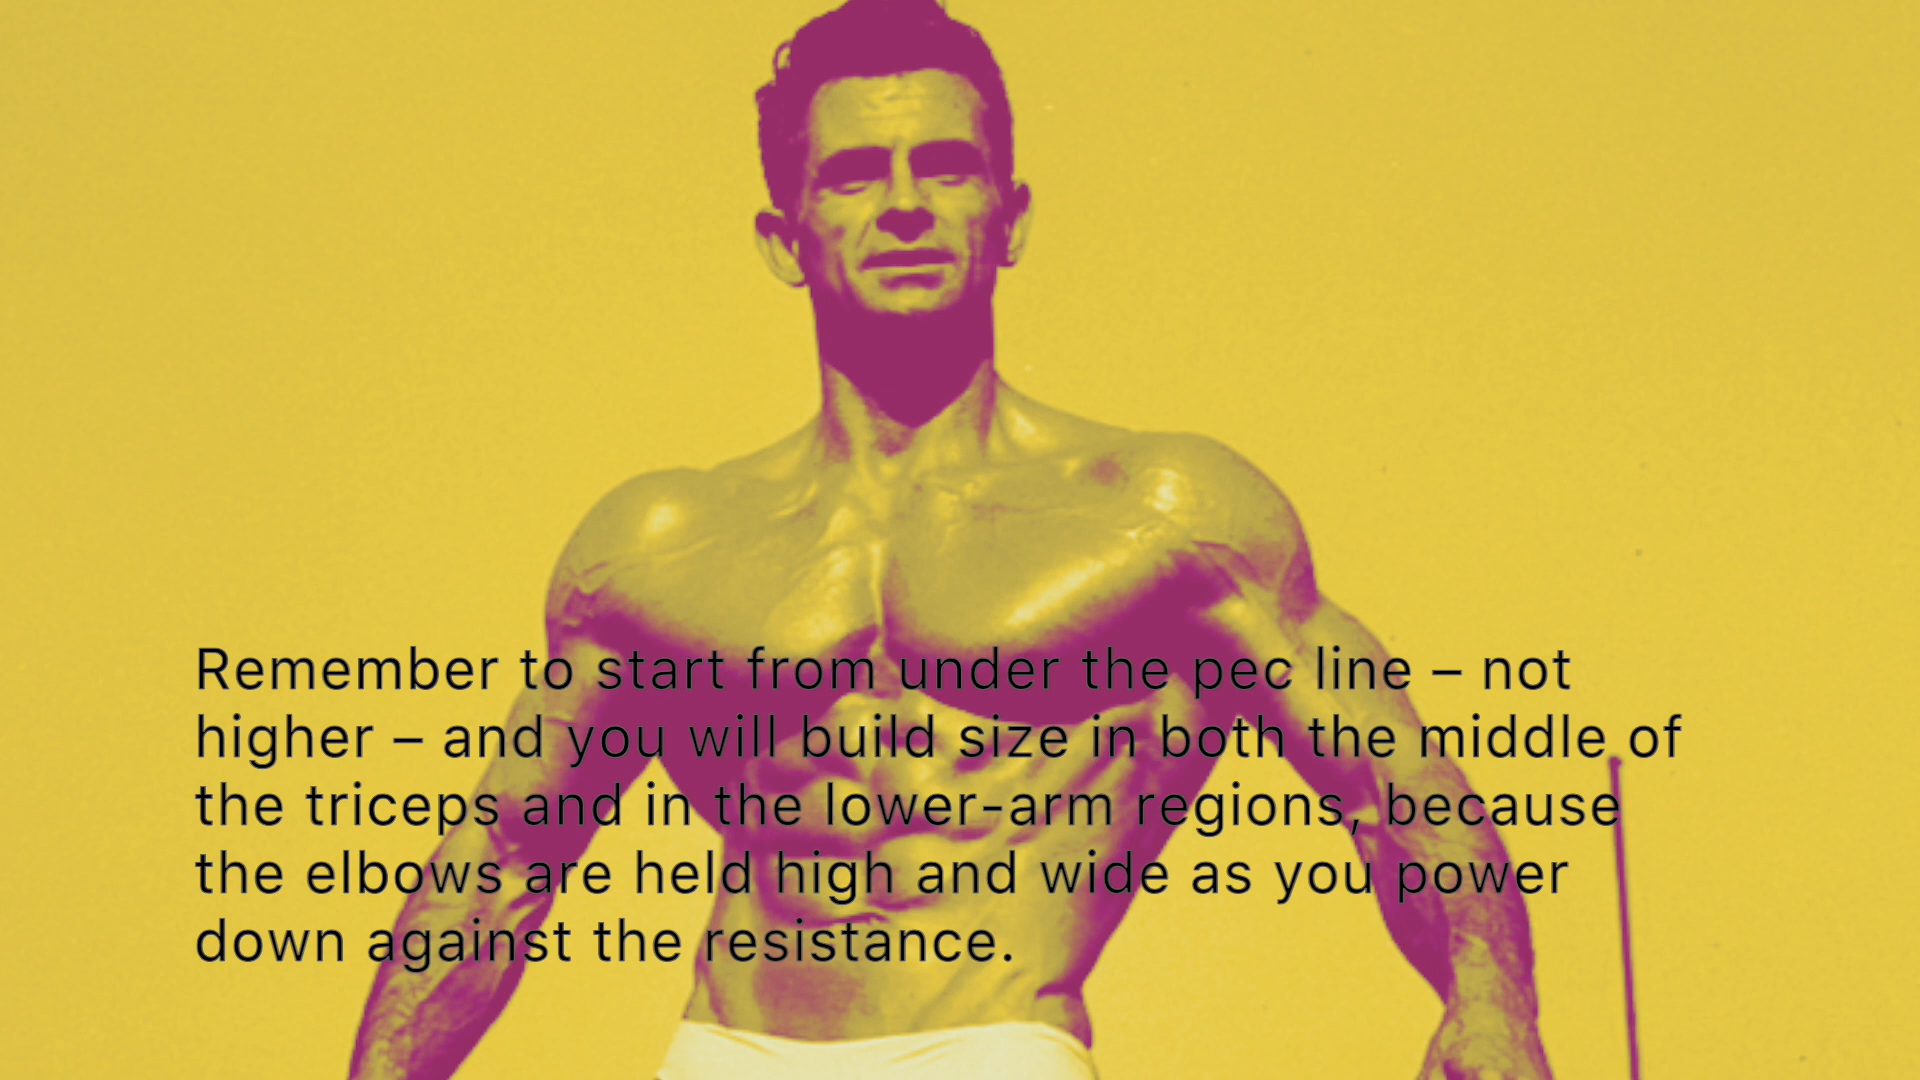 Remember to start from under the pec line – not
higher – and you will build size in both the middle of
the triceps and in the lower-arm regions, because
the elbows are held high and wide as you power
down against the resistance.